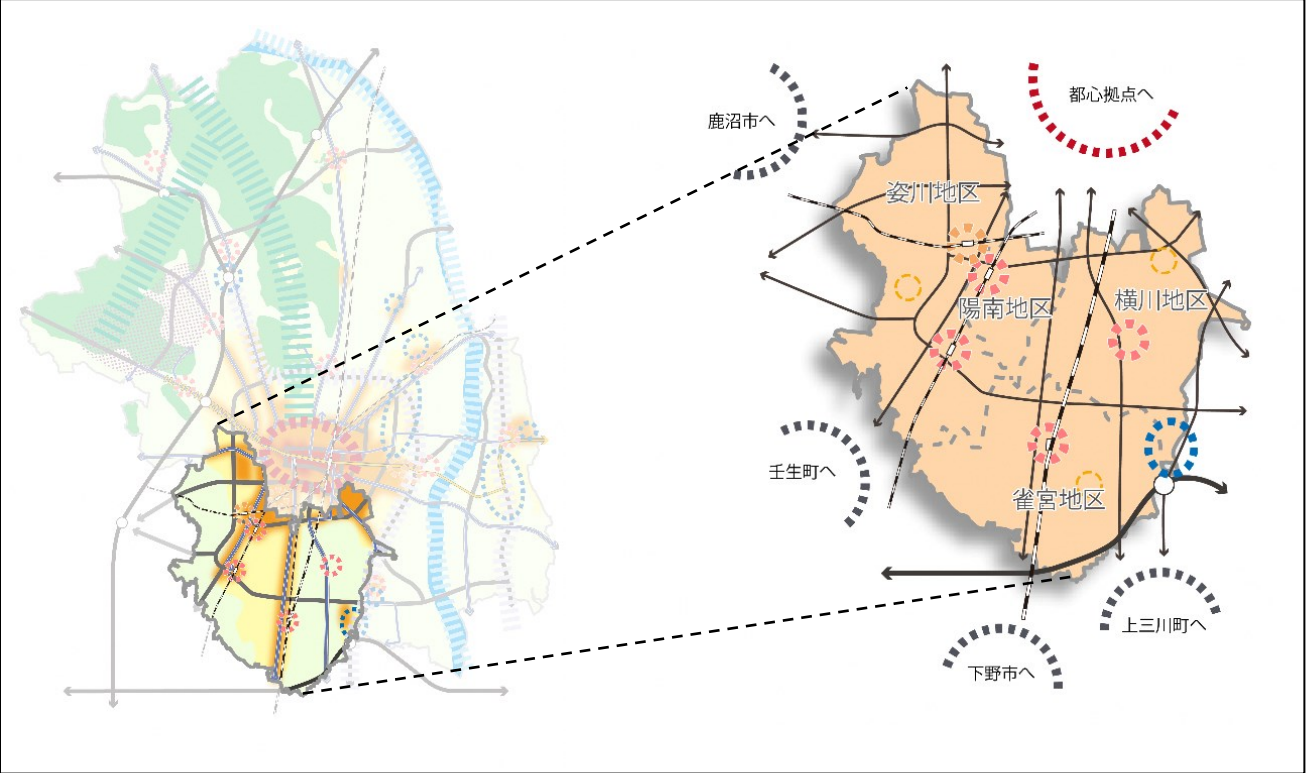 都心拠点へ
鹿沼市へ
姿川地区
陽南地区
横川地区
壬生町へ
雀宮地区
上三川町へ
下野市へ